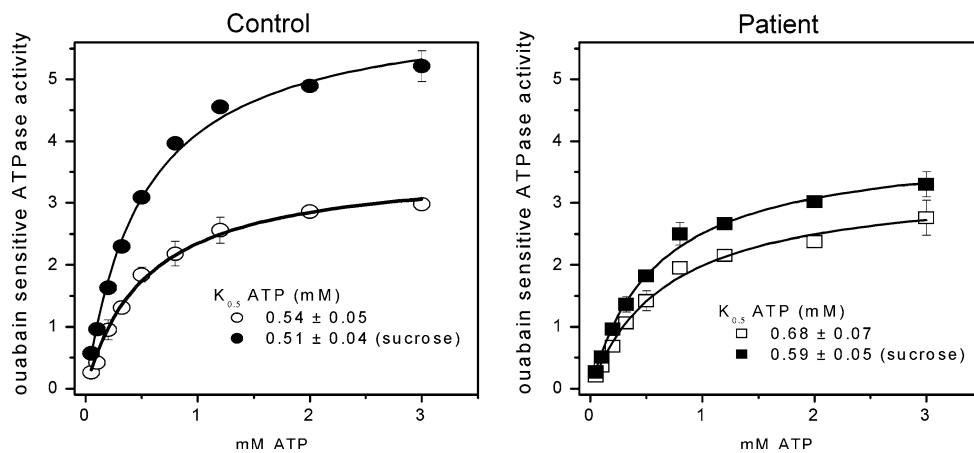 Control
ouabain sensitive ATPase activity
5
4
3
2
1
0
K0.5 ATP (mM)
0.54 ± 0.05
0.51 ± 0.04 (sucrose)
0 1 2 3
mM ATP
Patient
ouabain sensitive ATPase activity
5
4
3
2
1
0
K0.5 ATP (mM)
0.68 ± 0.07
0.59 ± 0.05 (sucrose)
0 1 2 3
mM ATP